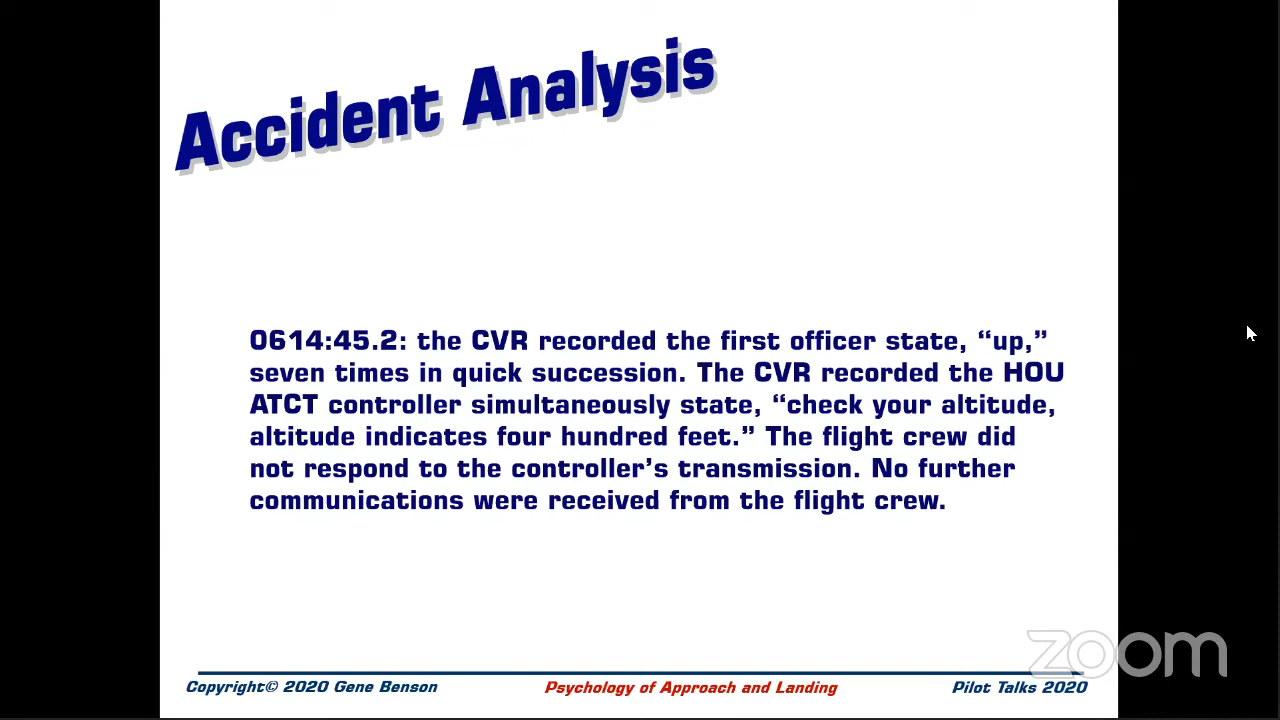 Accident Analysis
0614:45.2: the CVR recorded the first officer state, “up,”
seven times in quick succession. The CVR recorded the HOU
ATCT controller simultaneously state, “check your altitude,
altitude indicates four hundred feet.” The flight crew did
not respond to the controller’s transmission. No further
communications were received from the flight crew.
zoom
Copyright© 2020 Gene Benson
Psychology of Approach and Landing
Pilot Talks 2020